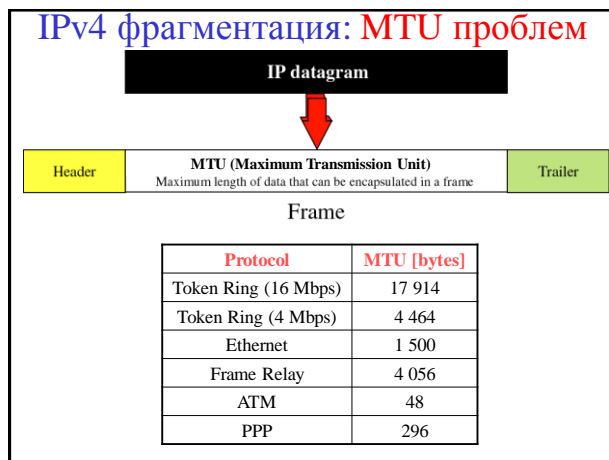 IPv4 фрагментация: MTU проблем
IP datagram
Header
MTU (Maximum Transmission Unit)
Maximum length of data that can be encapsulated in a frame
Trailer
Frame
Protocol MTU [bytes]
Token Ring (16 Mbps) 17 914
Token Ring (4 Mbps) 4 464
Ethernet 1 500
Frame Relay 4 056
ATM 48
PPP 296